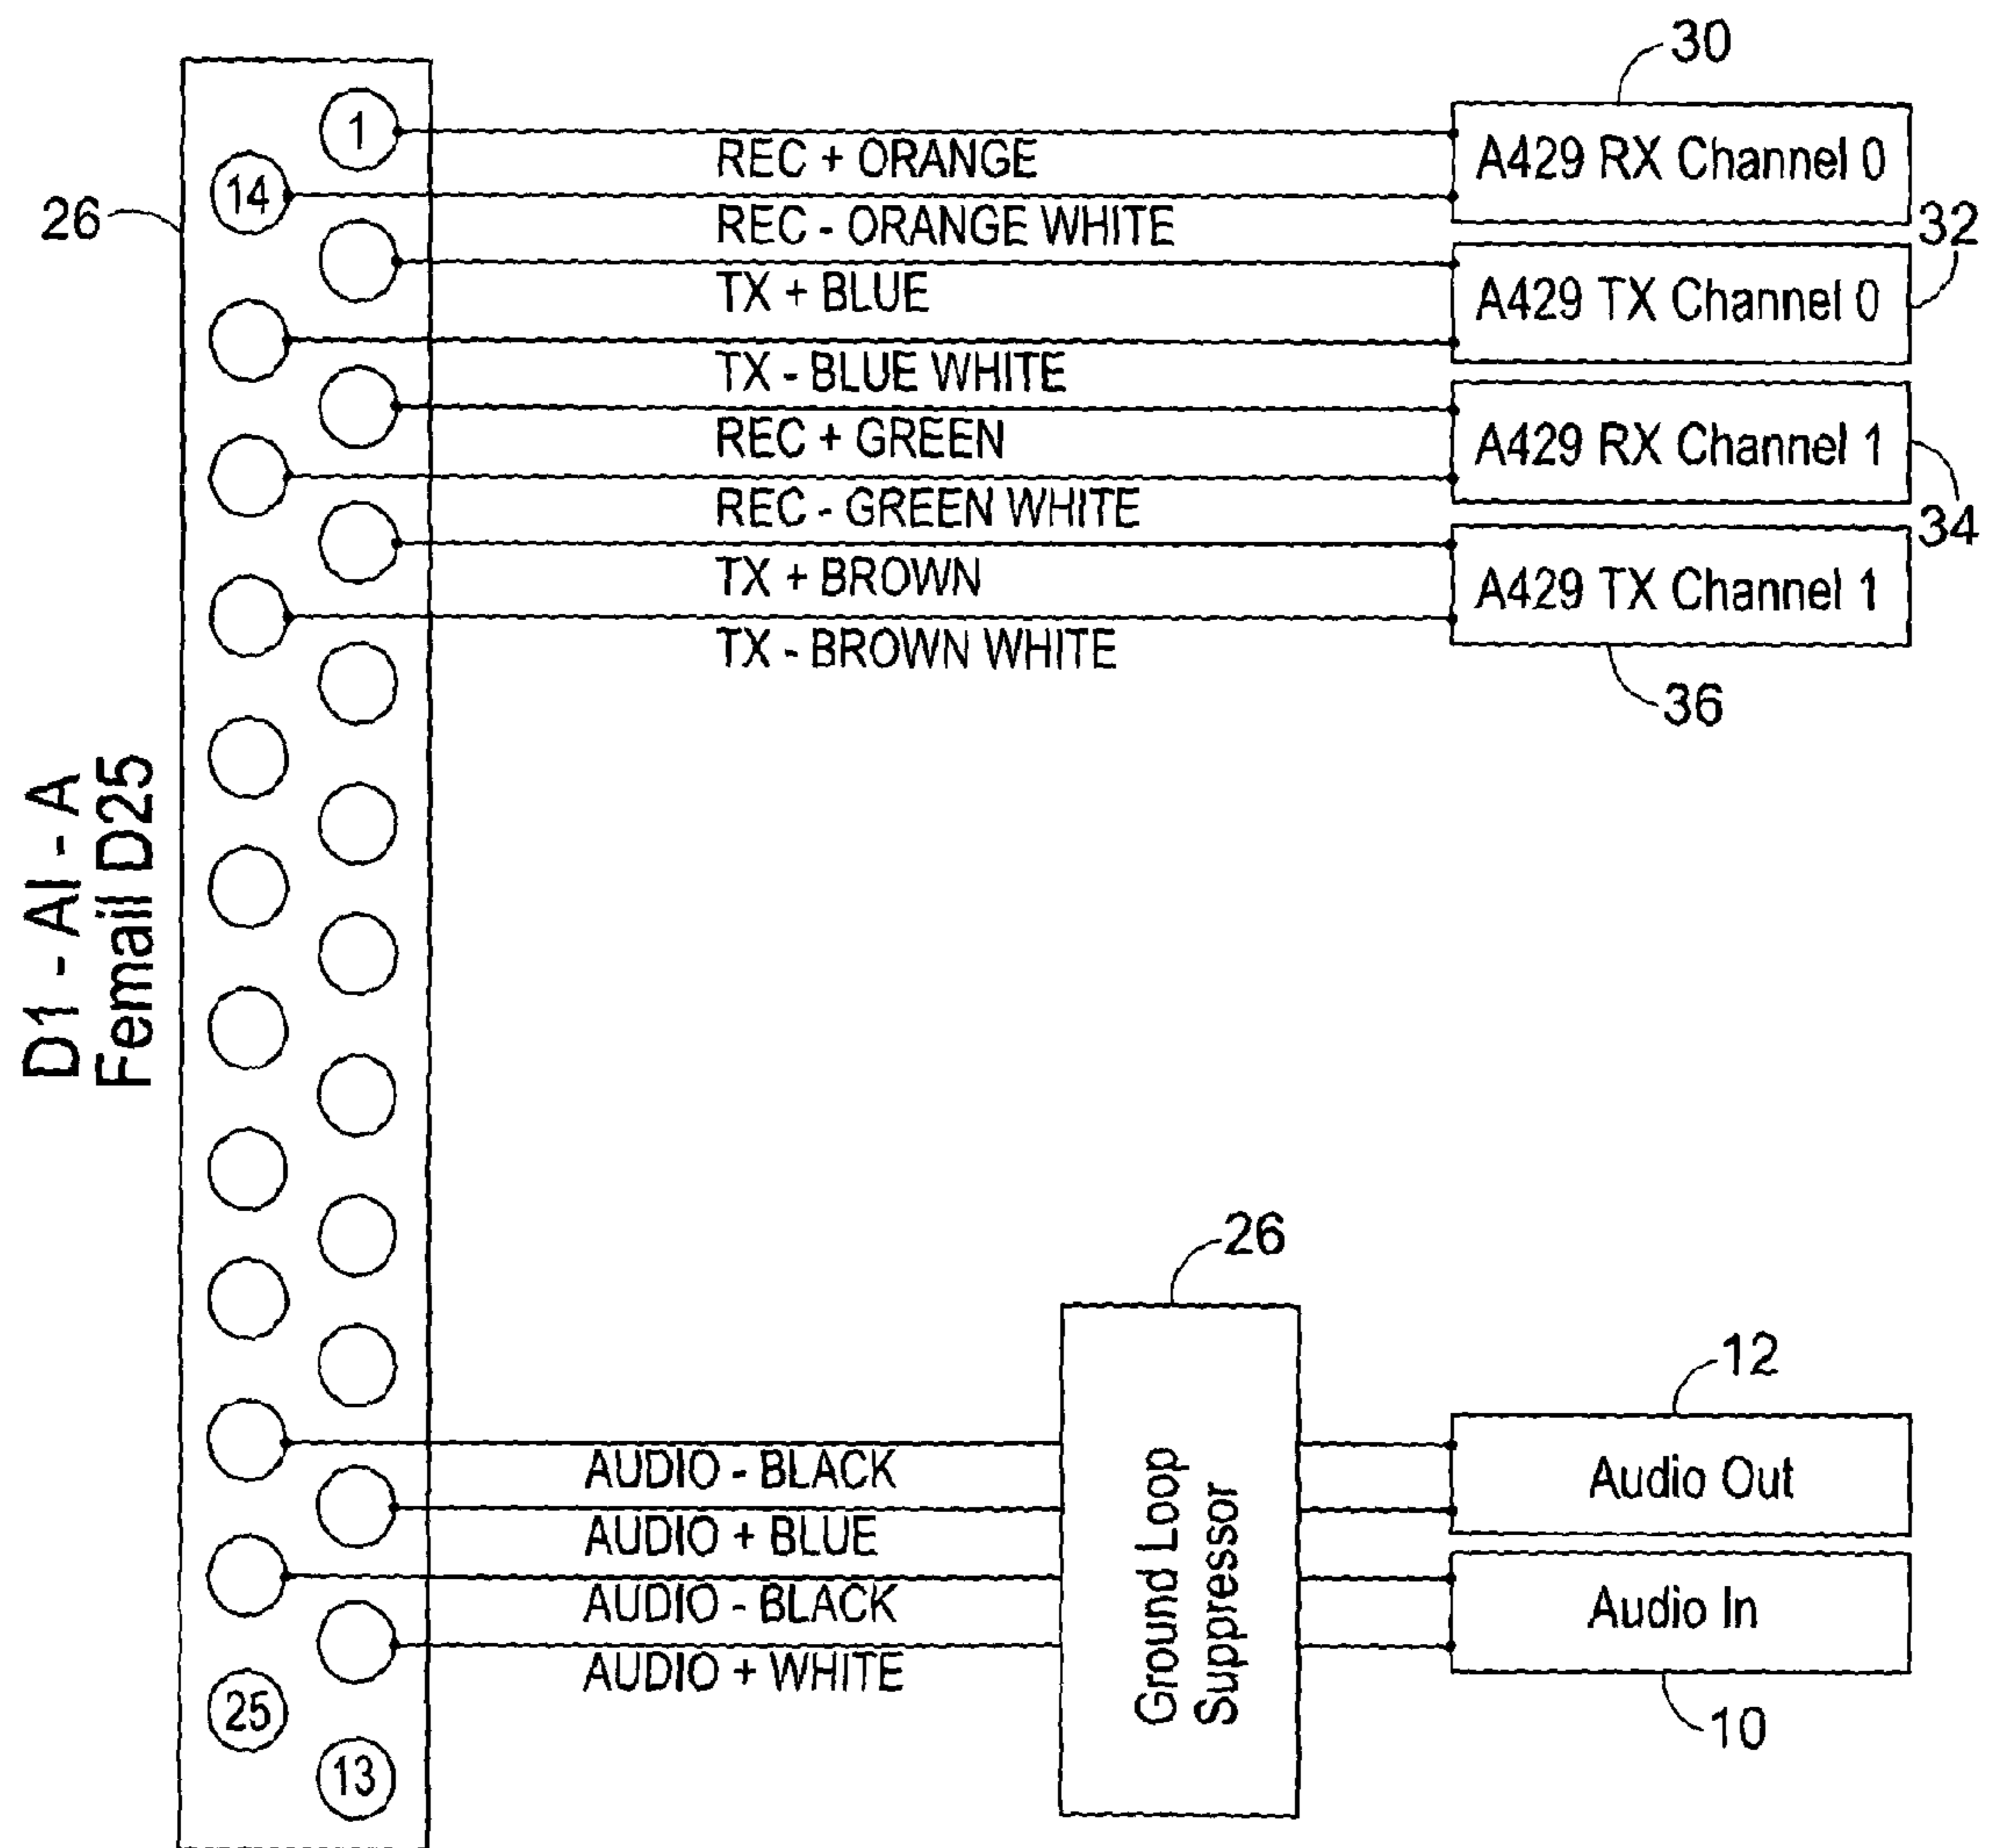 30
1
REC + ORANGE
A429 RX Channel 0
14
26
REC - ORANGE WHITE
32
TX + BLUE
A429 TX Channel 0
TX - BLUE WHITE
REC + GREEN
A429 RX Channel 1
REC - GREEN WHITE
34
TX + BROWN
A429 TX Channel 1
TX - BROWN WHITE
36
D1 - AI - A
Femail D25
26
12
AUDIO - BLACK
Audio Out
AUDIO + BLUE
Ground Loop
Suppressor
AUDIO - BLACK
Audio In
AUDIO + WHITE
25
10
13